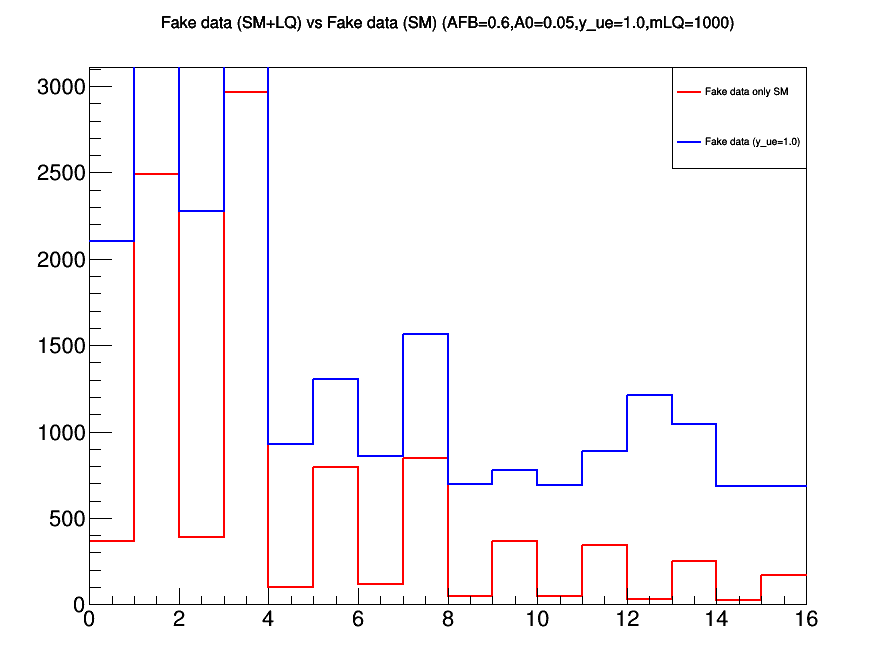 Fake data (SM+LQ) vs Fake data (SM) (AFB=0.6,A0=0.05,y_ue=1.0,mLQ=1000)
Fake data only SM
Fake data (y_ue=1.0)
3000
2500
2000
1500
1000
500
0
0 2 4 6 8 10 12 14 16